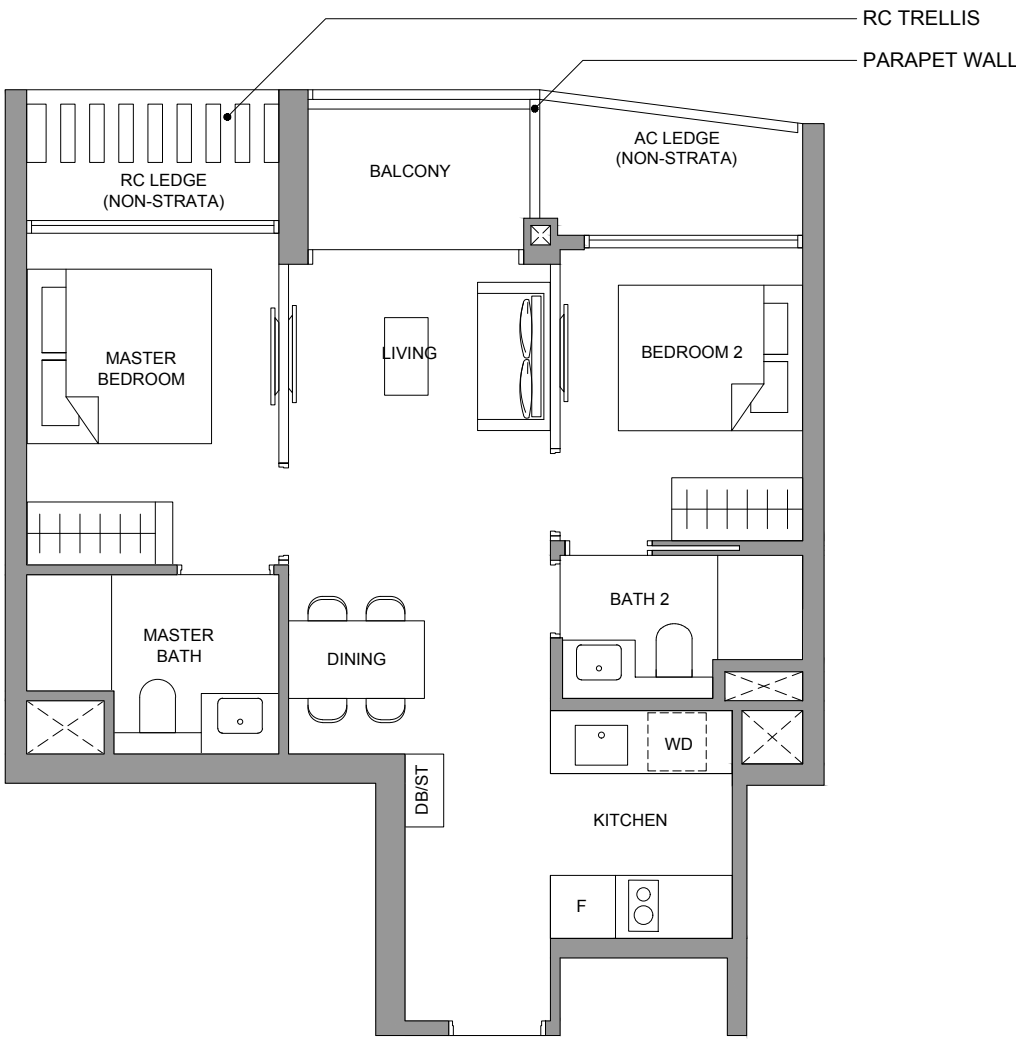 RC TRELLIS
PARAPET WALL
AC LEDGE
(NON-STRATA)
BALCONY
RC LEDGE
(NON-STRATA)
MASTER
BEDROOM
LIVING
BEDROOM 2
BATH 2
MASTER
BATH
DINING
WD
DB/ST
KITCHEN
F